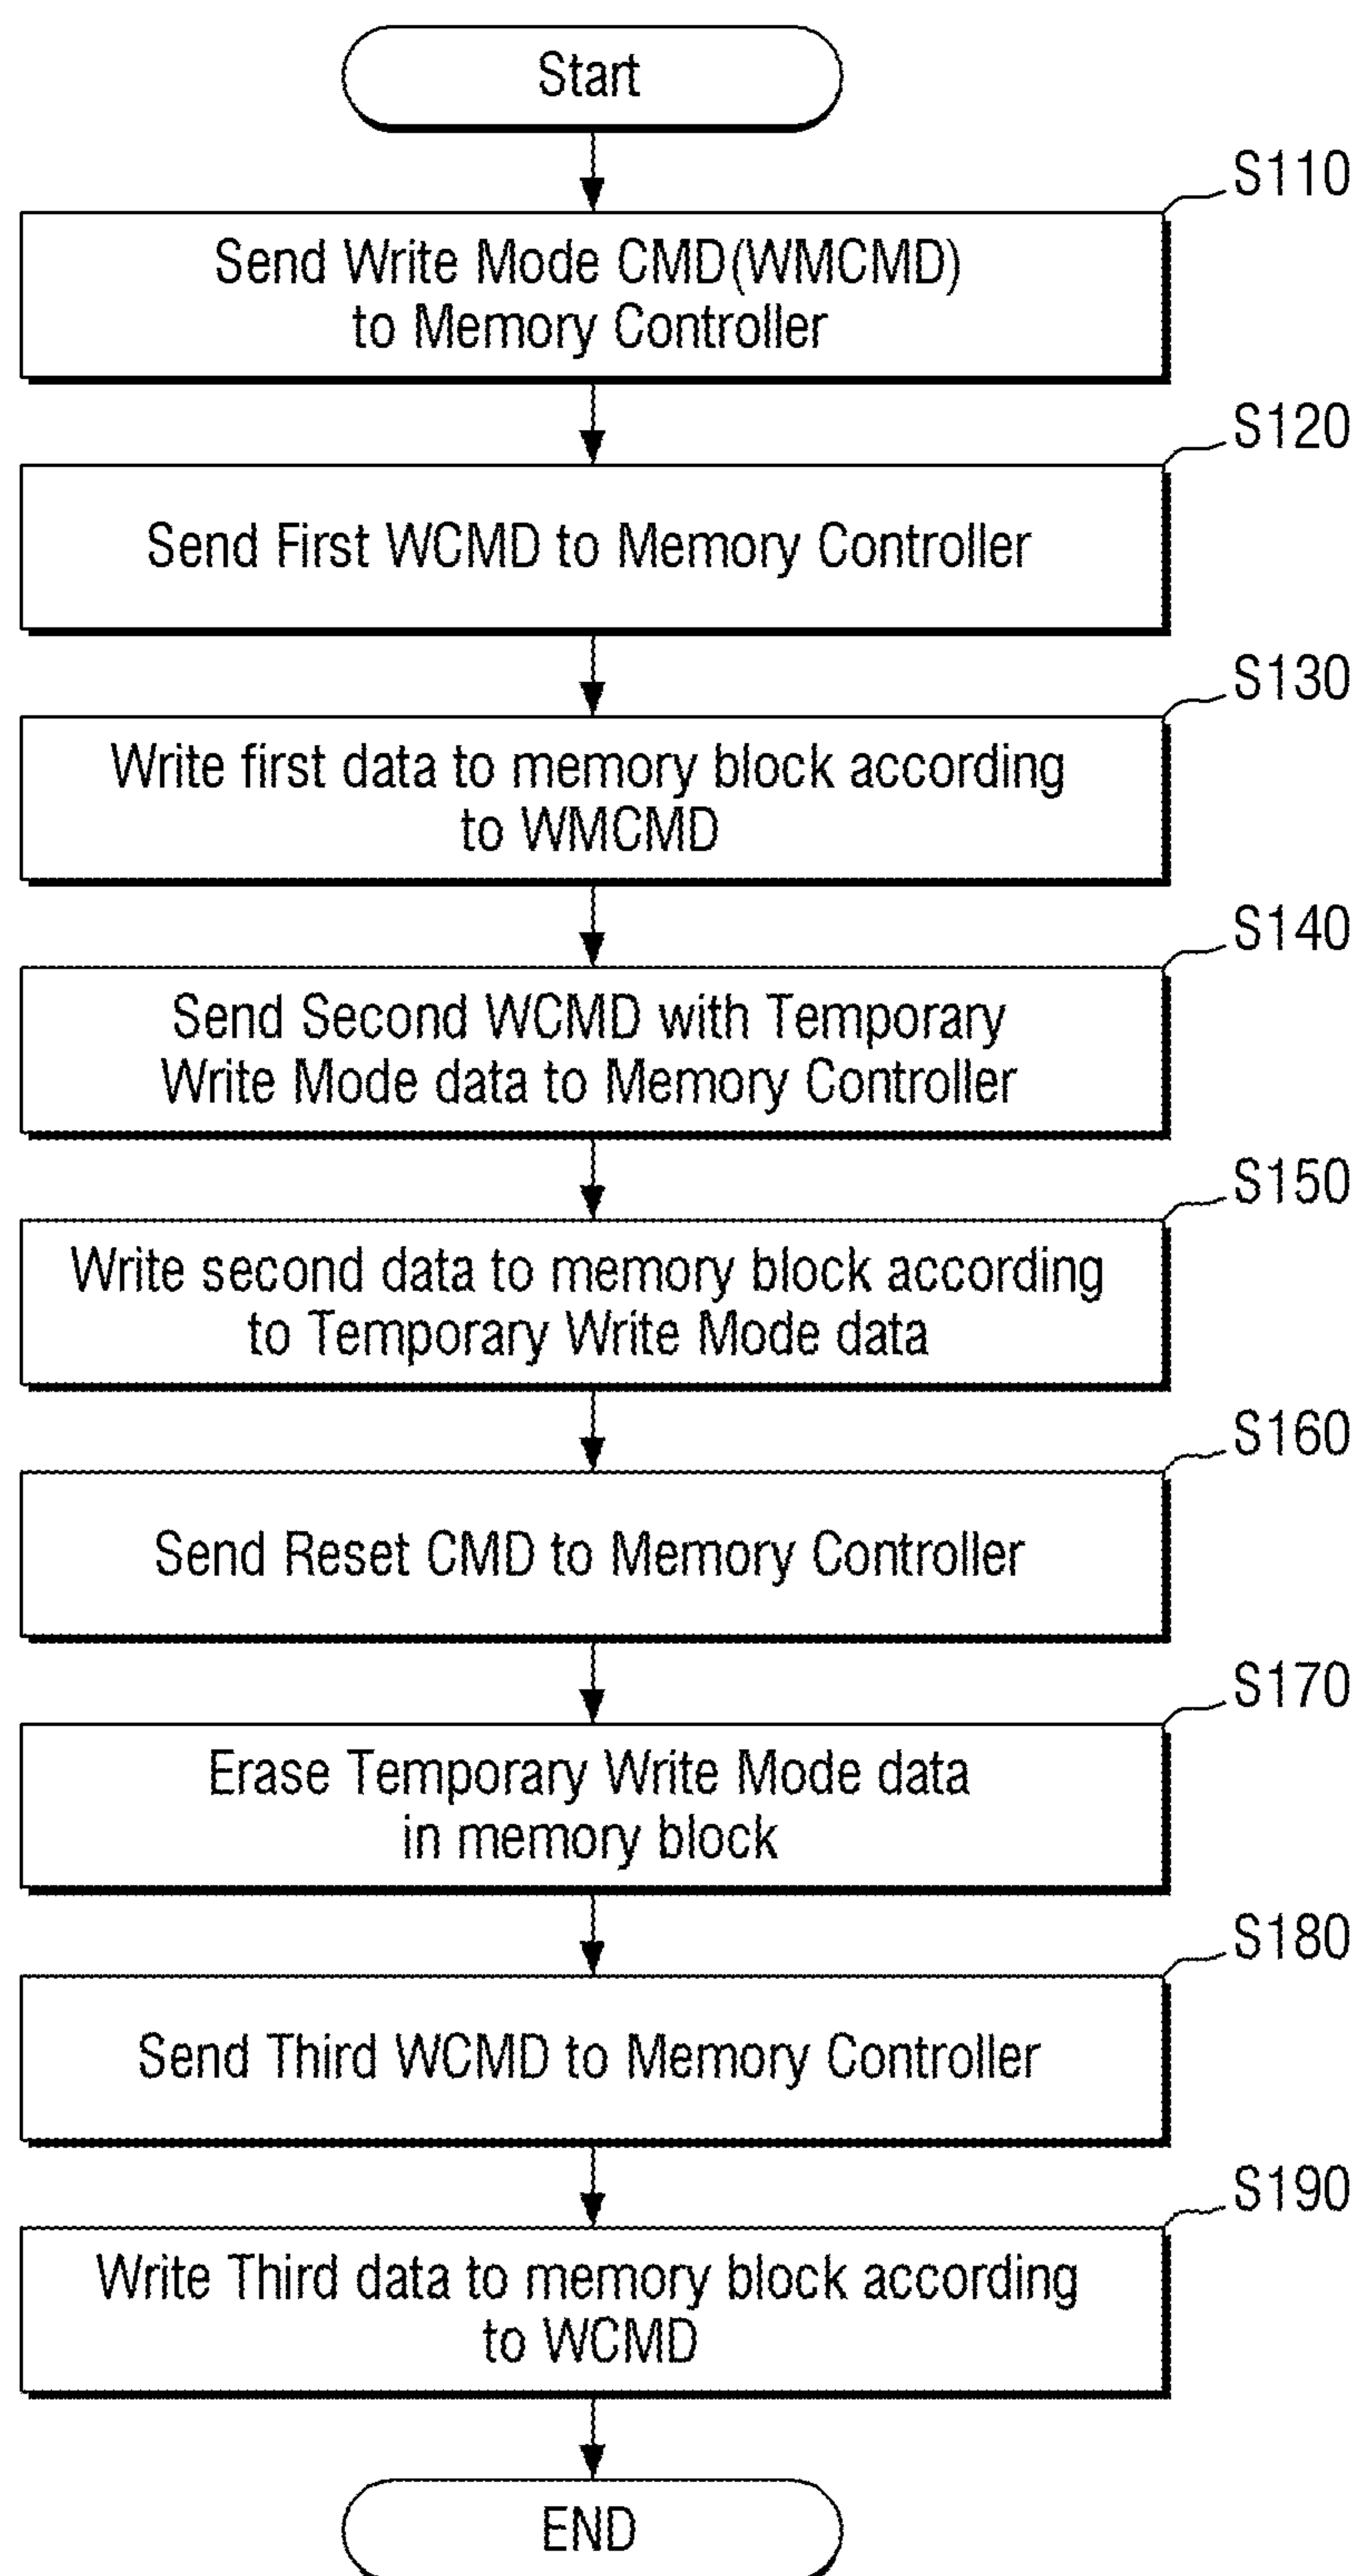 Start
S110
Send Write Mode CMD(WMCMD)
to Memory Controller
S120
Send First WCMD to Memory Controller
S130
Write first data to memory block according
to WMCMD
S140
Send Second WCMD with Temporary
Write Mode data to Memory Controller
S150
Write second data to memory block according
to Temporary Write Mode data
S160
Send Reset CMD to Memory Controller
S170
Erase Temporary Write Mode data
in memory block
S180
Send Third WCMD to Memory Controller
S190
Write Third data to memory block according
to WCMD
END